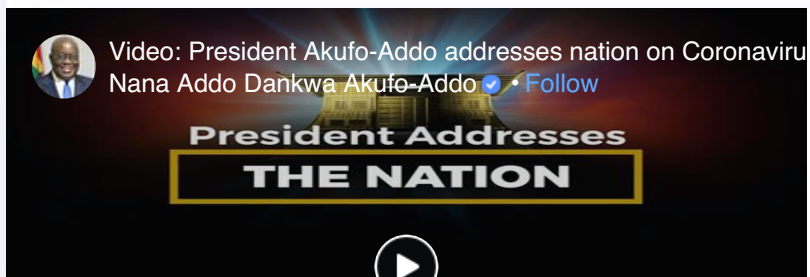 Video: President Akufo-Addo addresses nation on Coronaviru
Nana Addo Dankwa Akufo-Addo • Follow
President Addresses
THE NATION